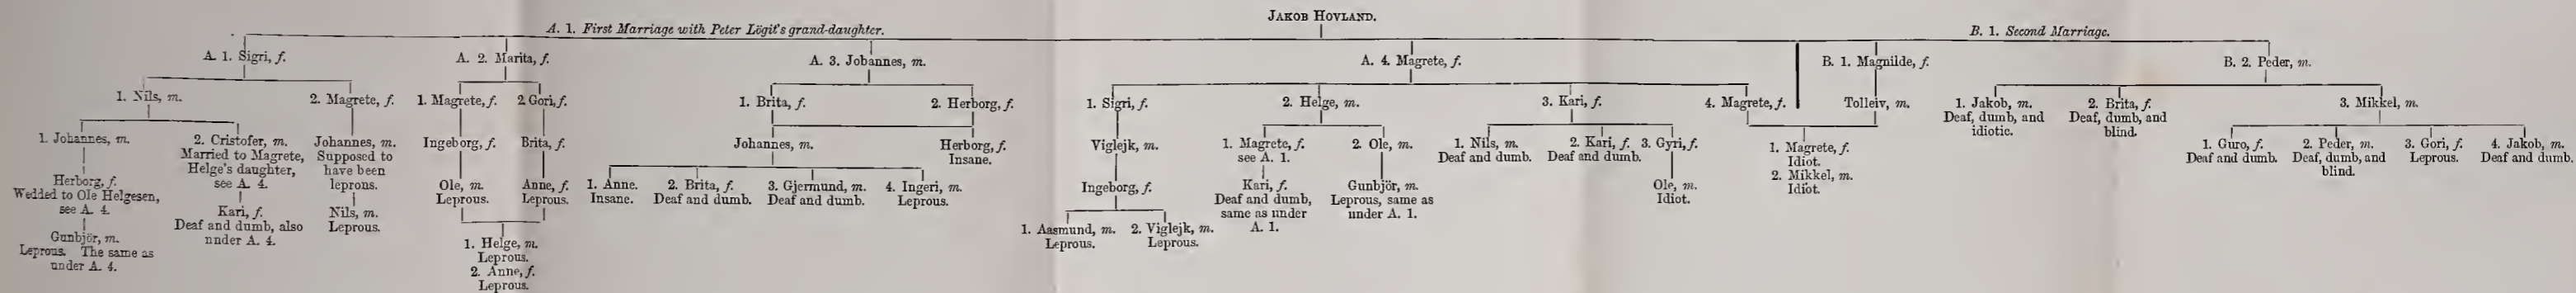 JAKOB HOVLAND.
A. 1. First Marriage with Peter Lögit's grand-daughter.
B. 1. Second Marriage.
A. 1. Sigri, f.
A. 2. Marita, f.
A. 3. Johannes, m.
A. 4. Magrete, f.
B. 1. Magnilde, f.
B. 2. Peder, m.
1. Nils, m.
2. Magrete, f.
1. Magrete, f.
2 Gori, f.
1. Brita, f.
2. Herborg, f.
1. Sigri, f.
2. Helge, m.
3. Kari, f.
4. Magrete, f.
Tolleiv, m.
1. Jakob, m.
Deaf, dumb, and
idiotic.
2. Brita, f.
Deaf, dumb, and
blind.
3. Mikkel, m.
1. Johannes, m.
2. Cristofer, m.
Married to Magrete,
Helge's daughter,
see A. 4.
Johannes, m.
Supposed to
have been
leprous.
Ingeborg, f.
Brita, f.
Johannes, m.
Herborg, f.
Insane.
Viglejk, m.
1. Magrete, f.
see A. 1.
2. Ole, m.
1. Nils, m.
Deaf and dumb.
2. Kari, f.
Deaf and dumb.
3. Gyri, f.
1. Magrete, f.
Idiot.
2. Mikkel, m.
Idiot.
1. Guro, f.
Deaf and dumb.
2. Peder, m.
Deaf, dumb, and
blind.
3. Gori, f.
Leprous.
4. Jakob, m.
Deaf and dumb.
Herborg, f.
Wedded to Ole Helgesen,
see A. 4.
Kari, f.
Deaf and dumb, also
under A. 4.
Nils, m.
Leprous.
Ole, m.
Leprous.
Anne, f.
Leprous.
1. Anne.
Insane.
2. Brita, f.
Deaf and dumb.
3. Gjermund, m.
Deaf and dumb.
4. Ingeri, m.
Leprous.
Ingeborg, f.
Kari, f.
Deaf and dumb,
same as under
A. 1.
Gunbjör, m.
Leprous, same as
under A. 1.
Ole, m.
Idiot.
Gunbjör, m.
Leprous. The same as
under A. 4.
1. Helge, m.
Leprous.
2. Anne, f.
Leprous.
1. Aasmund, m.
Leprous.
2. Viglejk, m.
Leprous.